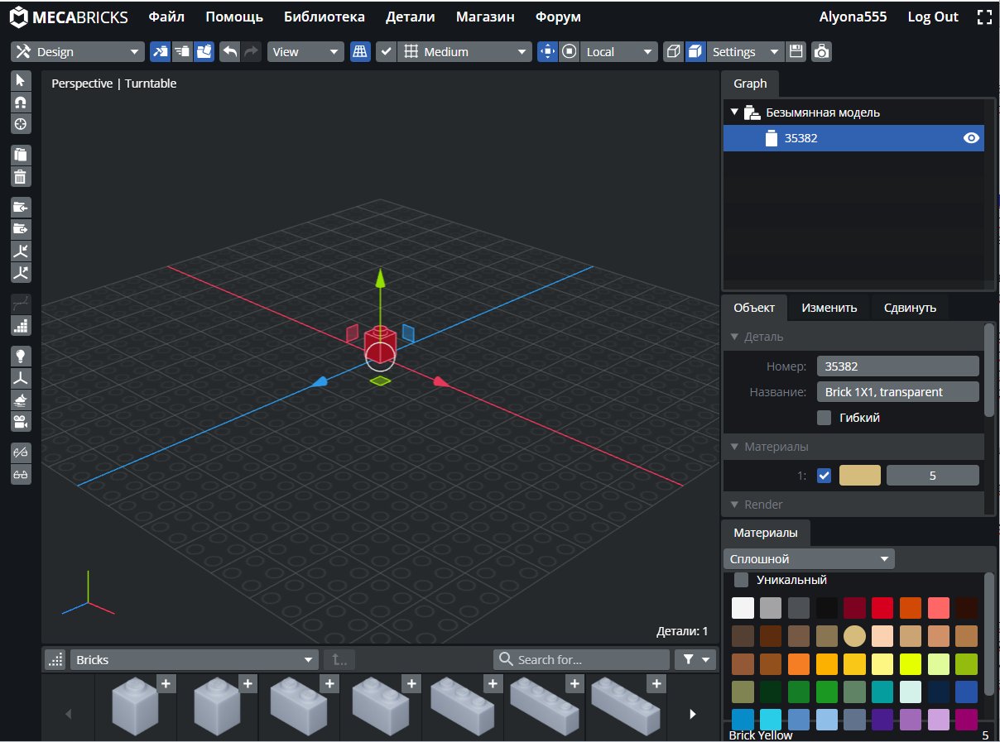 MECABRICKS Файл Помощь Библиотека Детали Магазин Форум Alyona555 Log Out
Design View Medium Local Settings
Perspective | Turntable
Graph
Безымянная модель
35382
Объект Изменить Сдвинуть
Деталь
Номер: 35382
Название: Brick 1X1, transparent
Гибкий
Материалы
1: 5
Render
Материалы
Сплошной
Уникальный
Детали: 1
Bricks t... Search for...
Brick Yellow 5